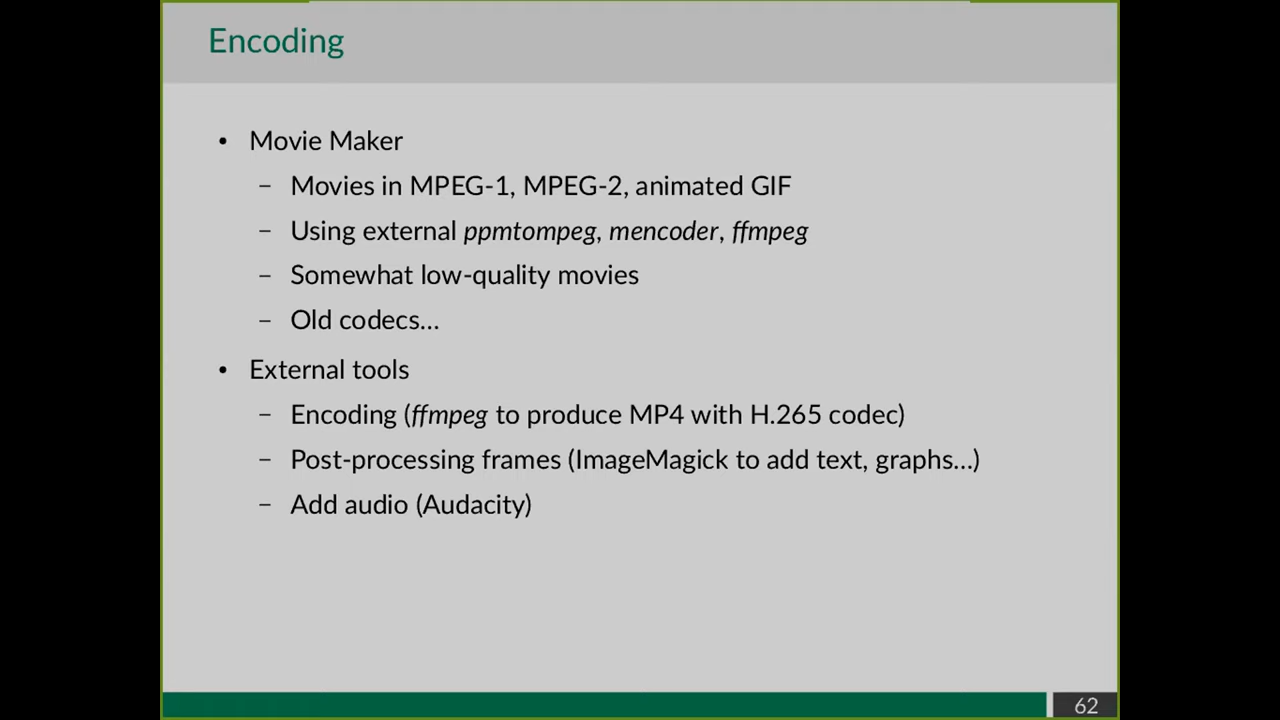 Encoding
• Movie Maker
– Movies in MPEG-1, MPEG-2, animated GIF
– Using external ppmtompeg, mencoder, ffmpeg
– Somewhat low-quality movies
– Old codecs...
• External tools
– Encoding (ffmpeg to produce MP4 with H.265 codec)
– Post-processing frames (ImageMagick to add text, graphs...)
– Add audio (Audacity)
62